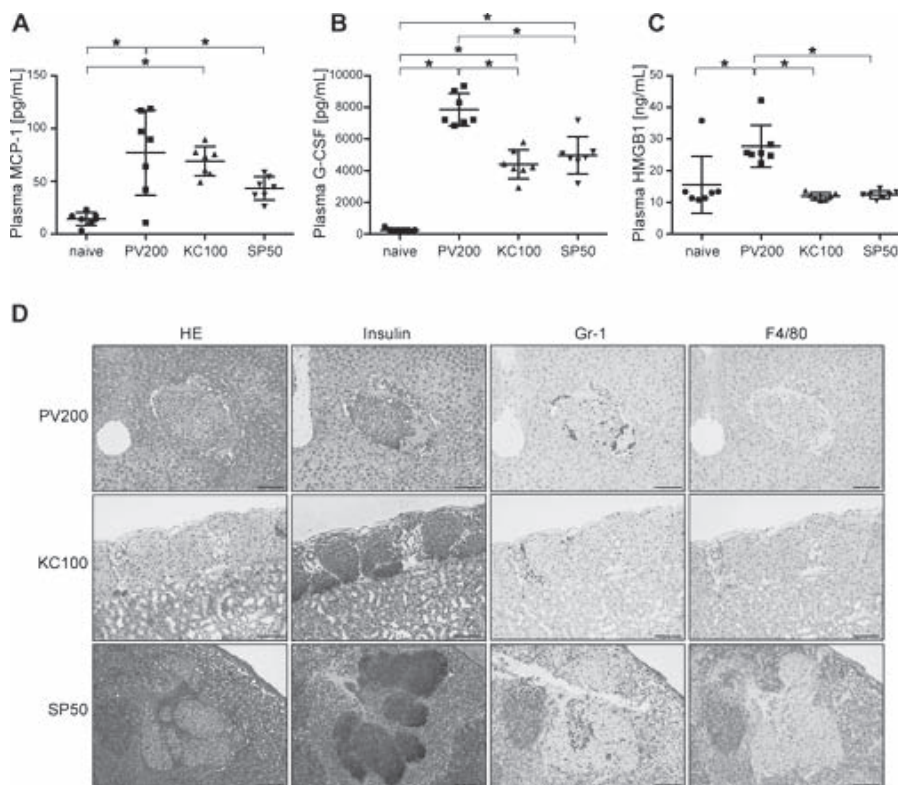 A
B
C
* *
*
Plasma MCP-1 [pg/mL]
150
100
50
0
naive PV200 KC100 SP50
*
* *
* *
Plasma G-CSF [pg/mL]
10000
8000
6000
4000
2000
0
naive PV200 KC100 SP50
*
* *
Plasma HMGB1 [ng/mL]
50
40
30
20
10
0
naive PV200 KC100 SP50
D
HE Insulin Gr-1 F4/80
PV200
KC100
SP50